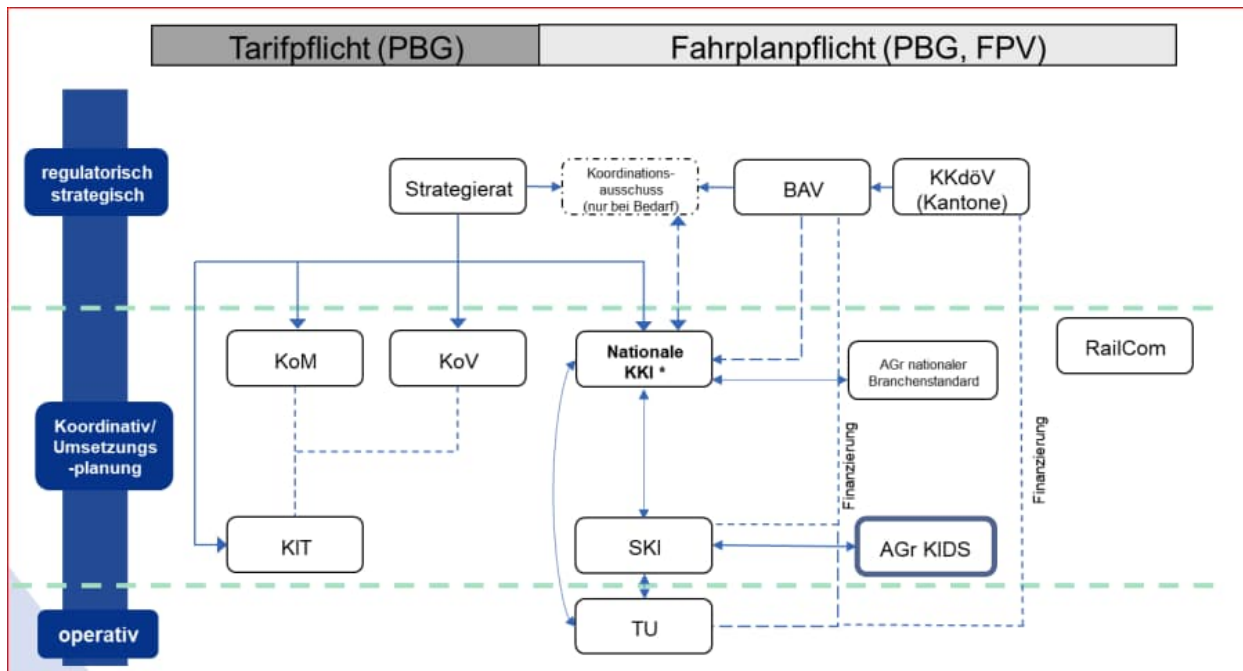 Tarifpflicht (PBG)
Fahrplanpflicht (PBG, FPV)
regulatorisch
strategisch
Strategierat
Koordinations-
ausschuss
(nur bei Bedarf)
BAV
KKdöV
(Kantone)
Koordinativ/
Umsetzungs
-planung
KoM
KoV
Nationale
KKI *
AGr nationaler
Branchenstandard
RailCom
Finanzierung
Finanzierung
KIT
SKI
AGr KIDS
operativ
TU